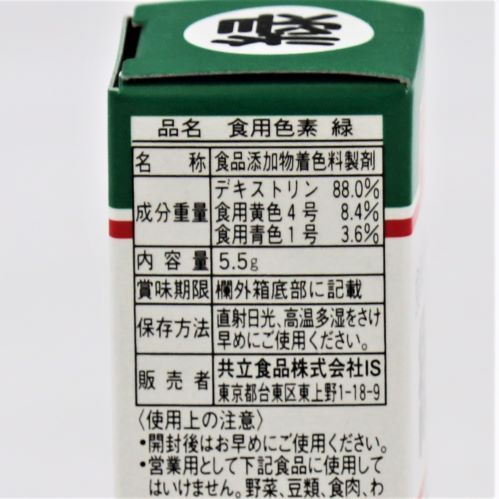 品名 食用色素 緑
名称 食品添加物着色料製剤
成分重量 デキストリン 88.0%
食用黄色4号 8.4%
食用青色1号 3.6%
内容量 5.5g
賞味期限 欄外箱底部に記載
保存方法 直射日光、高温多湿をさけ
早めにご使用ください。
販売者 共立食品株式会社IS
東京都台東区東上野1-18-9
〈使用上の注意〉
・開封後はお早めにご使用ください。
・営業用として下記食品に使用して
はいけません。野菜、豆類、食肉、わ